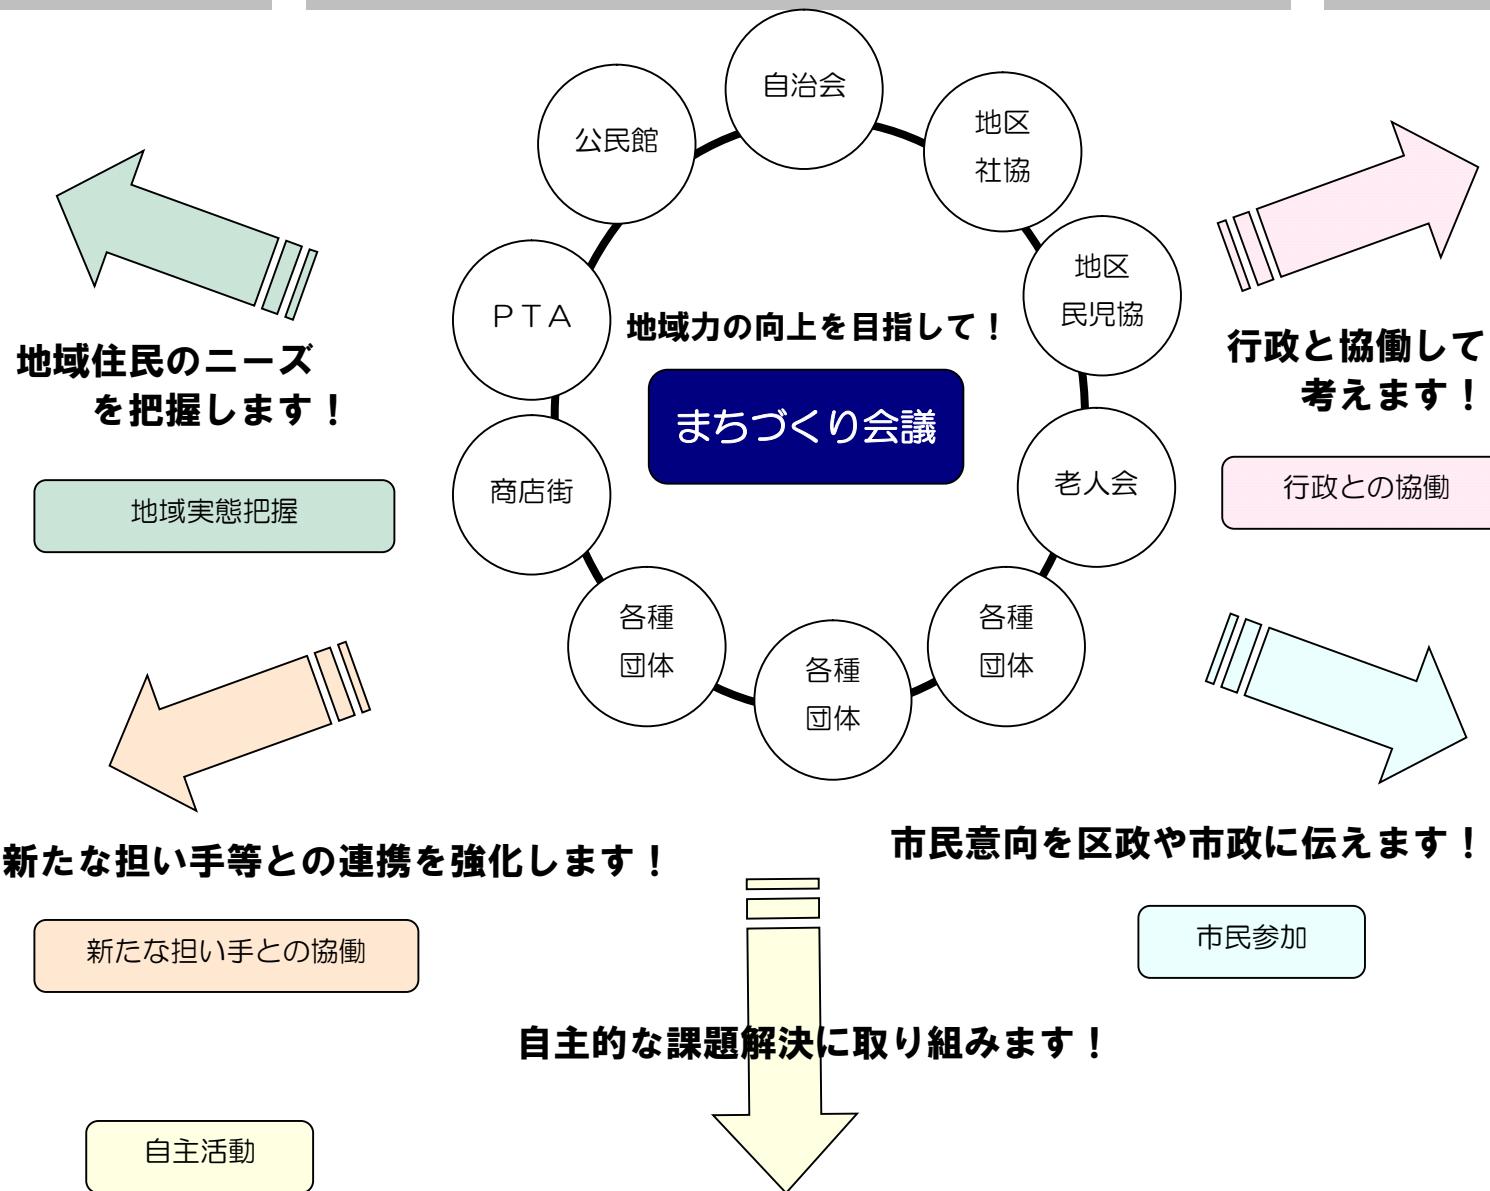 自治会
公民館
地区
社協
地区
民児協
ＰＴＡ
地域力の向上を目指して！
まちづくり会議
商店街
老人会
各種
団体
各種
団体
各種
団体
地域住民のニーズ
を把握します！
地域実態把握
行政と協働して
考えます！
行政との協働
新たな担い手等との連携を強化します！
新たな担い手との協働
市民意向を区政や市政に伝えます！
市民参加
自主的な課題解決に取り組みます！
自主活動